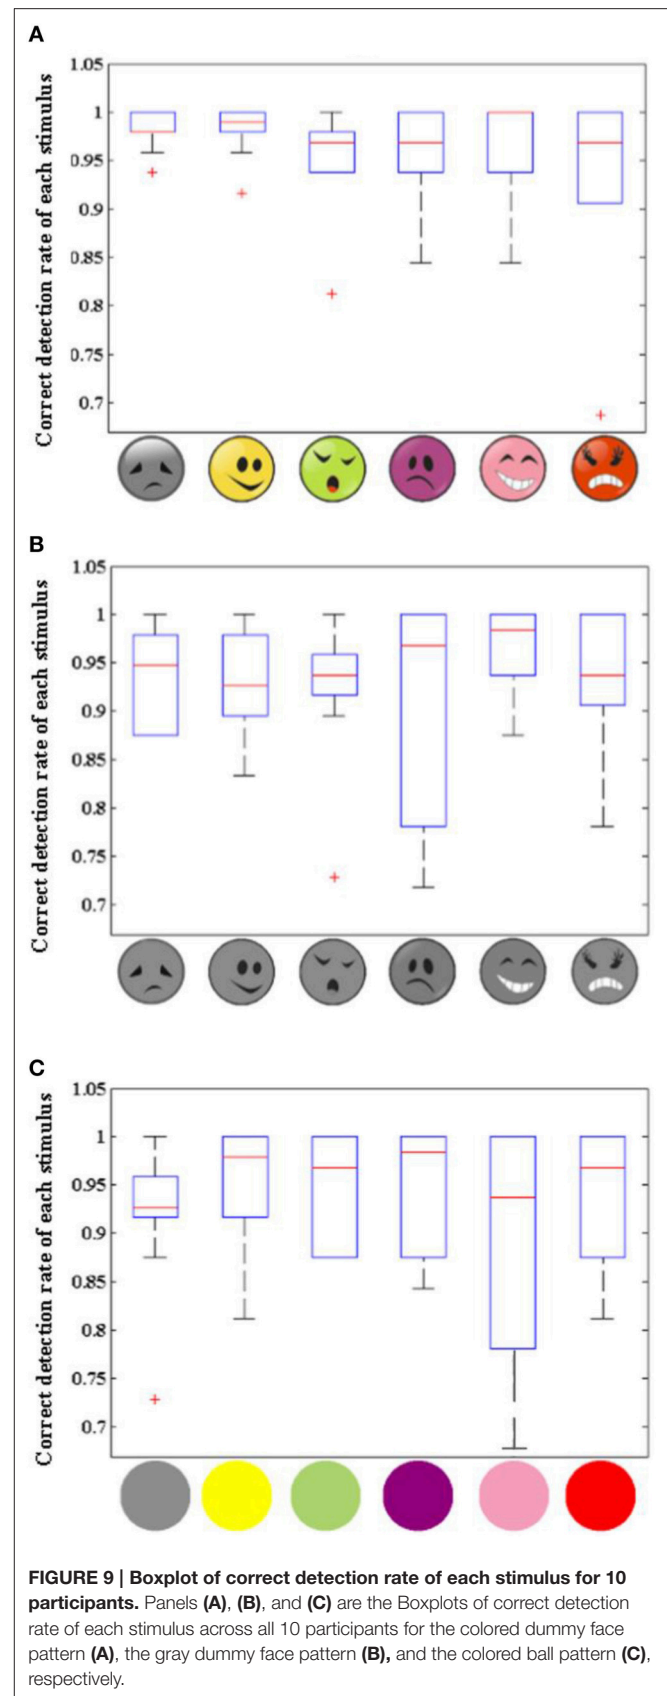 A
Correct detection rate of each stimulus
1.05
1
0.95
0.9
0.85
0.8
0.75
0.7
B
Correct detection rate of each stimulus
1.05
1
0.95
0.9
0.85
0.8
0.75
0.7
C
Correct detection rate of each stimulus
1.05
1
0.95
0.9
0.85
0.8
0.75
0.7
FIGURE 9 | Boxplot of correct detection rate of each stimulus for 10
participants. Panels (A), (B), and (C) are the Boxplots of correct detection
rate of each stimulus across all 10 participants for the colored dummy face
pattern (A), the gray dummy face pattern (B), and the colored ball pattern (C),
respectively.